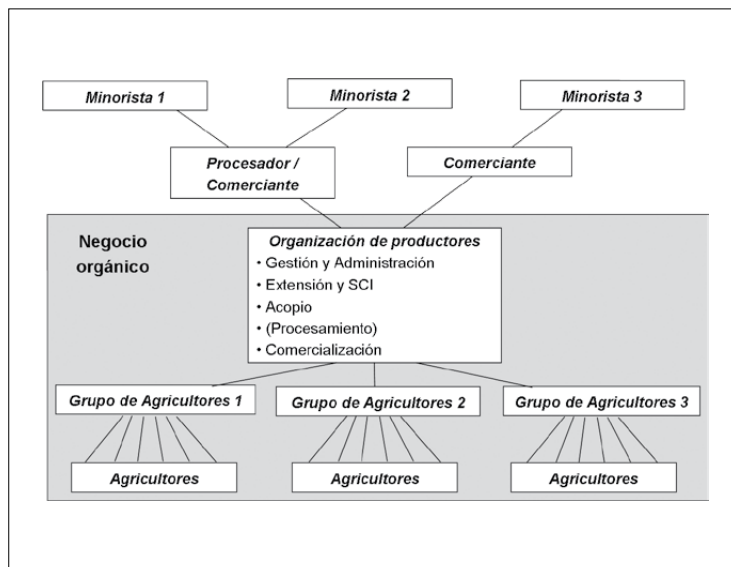 Minorista 1
Minorista 2
Minorista 3
Procesador /
Comerciante
Comerciante
Negocio
orgánico
Organización de productores
• Gestión y Administración
• Extensión y SCI
• Acopio
• (Procesamiento)
• Comercialización
Grupo de Agricultores 1
Grupo de Agricultores 2
Grupo de Agricultores 3
Agricultores
Agricultores
Agricultores